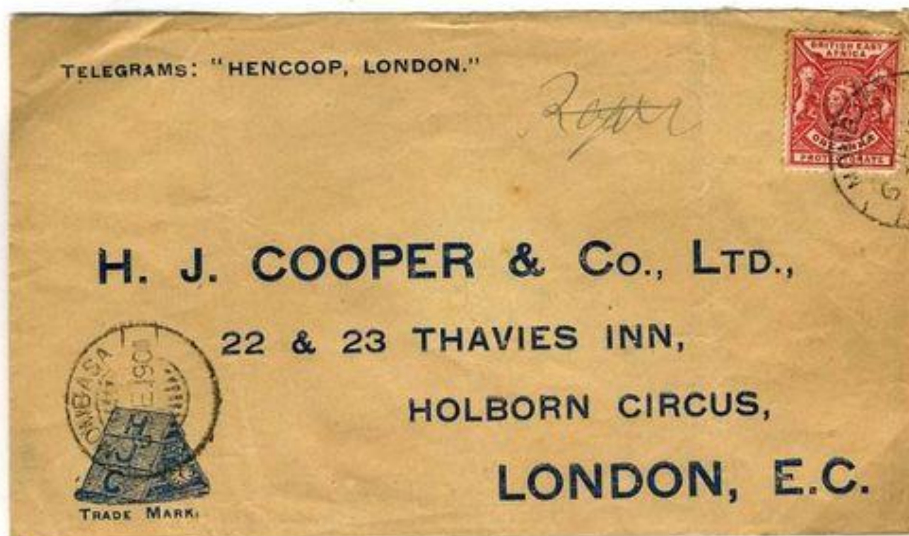 TELEGRAMS: "HENCOOP, LONDON."
BRITISH EAST
AFRICA
ONE ANNA
PROTECTORATE
H. J. COOPER & CO., LTD.,
22 & 23 THAVIES INN,
HOLBORN CIRCUS,
LONDON, E.C.
OMBASA
H
J
C
TRADE MARK.